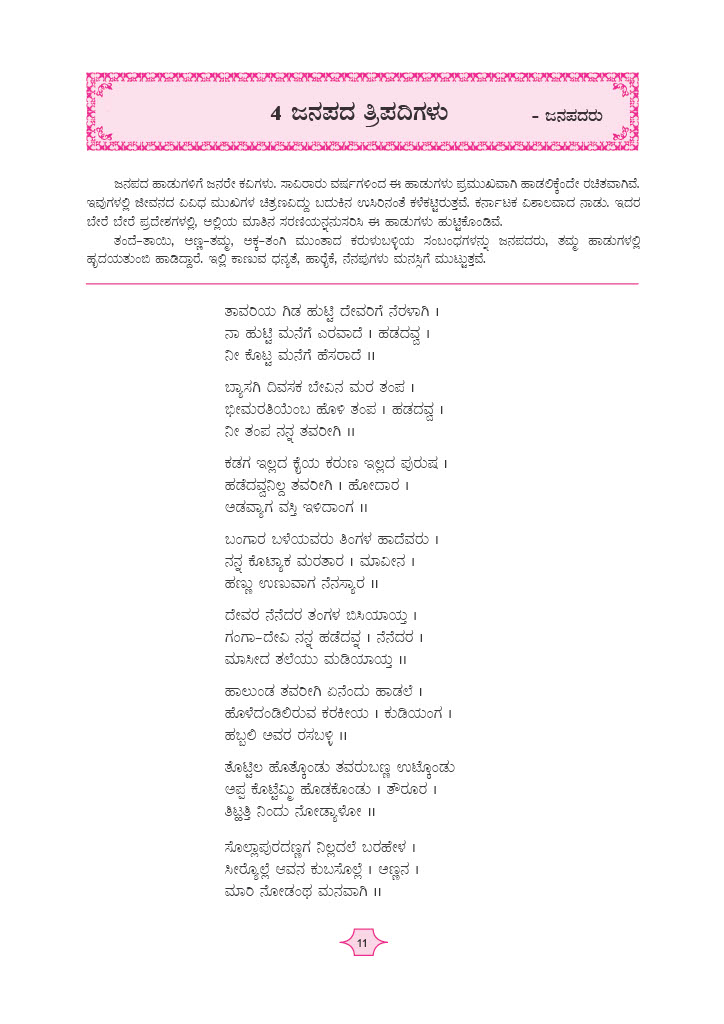 4 ಜನಪದ ತ್ರಿಪದಿಗಳು
- ಜನಪದರು
ಜನಪದ ಹಾಡುಗಳಿಗೆ ಜನರೇ ಕವಿಗಳು. ಸಾವಿರಾರು ವರ್ಷಗಳಿಂದ ಈ ಹಾಡುಗಳು ಪ್ರಮುಖವಾಗಿ ಹಾಡಲಿಕ್ಕೆಂದೇ ರಚಿತವಾಗಿವೆ.
ಇವುಗಳಲ್ಲಿ ಜೀವನದ ವಿವಿಧ ಮುಖಗಳ ಚಿತ್ರಣವಿದ್ದು ಬದುಕಿನ ಉಸಿರಿನಂತೆ ಕಳೆಕಟ್ಟಿರುತ್ತವೆ. ಕರ್ನಾಟಕ ವಿಶಾಲವಾದ ನಾಡು. ಇದರ
ಬೇರೆ ಬೇರೆ ಪ್ರದೇಶಗಳಲ್ಲಿ, ಅಲ್ಲಿಯ ಮಾತಿನ ಸರಣಿಯನ್ನನುಸರಿಸಿ ಈ ಹಾಡುಗಳು ಹುಟ್ಟಿಕೊಂಡಿವೆ.
ತಂದೆ–ತಾಯಿ, ಅಣ್ಣ–ತಮ್ಮ, ಅಕ್ಕ–ತಂಗಿ ಮುಂತಾದ ಕರುಳುಬಳ್ಳಿಯ ಸಂಬಂಧಗಳನ್ನು ಜನಪದರು, ತಮ್ಮ ಹಾಡುಗಳಲ್ಲಿ
ಹೃದಯತುಂಬಿ ಹಾಡಿದ್ದಾರೆ. ಇಲ್ಲಿ ಕಾಣುವ ಧನ್ಯತೆ, ಹಾರೈಕೆ, ನೆನಪುಗಳು ಮನಸ್ಸಿಗೆ ಮುಟ್ಟುತ್ತವೆ.
ತಾವರಿಯ ಗಿಡ ಹುಟ್ಟಿ ದೇವರಿಗೆ ನೆರಳಾಗಿ ।
ನಾ ಹುಟ್ಟಿ ಮನೆಗೆ ಎರವಾದೆ । ಹಡದವ್ವ ।
ನೀ ಕೊಟ್ಟ ಮನೆಗೆ ಹೆಸರಾದೆ ।।
ಬ್ಯಾಸಗಿ ದಿವಸಕ ಬೇವಿನ ಮರ ತಂಪ ।
ಭೀಮರತಿಯೆಂಬ ಹೊಳಿ ತಂಪ । ಹಡದವ್ವ ।
ನೀ ತಂಪ ನನ್ನ ತವರೀಗಿ ।।
ಕಡಗ ಇಲ್ಲದ ಕೈಯ ಕರುಣ ಇಲ್ಲದ ಪುರುಷ ।
ಹಡೆದವ್ವನಿಲ್ದ ತವರೀಗಿ । ಹೋದಾರ ।
ಅಡವ್ಯಾಗ ವಸ್ತಿ ಇಳಿದಾಂಗ ।।
ಬಂಗಾರ ಬಳೆಯವರು ತಿಂಗಳ ಹಾದೆವರು ।
ನನ್ನ ಕೊಟ್ಯಾಕ ಮರತಾರ । ಮಾವೀನ ।
ಹಣ್ಣು ಉಣುವಾಗ ನೆನಸ್ಯಾರ ।।
ದೇವರ ನೆನೆದರ ತಂಗಳ ಬಿಸಿಯಾಯ್ತ ।
ಗಂಗಾ–ದೇವಿ ನನ್ನ ಹಡೆದವ್ನ । ನೆನೆದರ ।
ಮಾಸೀದ ತಲೆಯು ಮಡಿಯಾಯ್ತ ।।
ಹಾಲುಂಡ ತವರೀಗಿ ಏನೆಂದು ಹಾಡಲೆ ।
ಹೊಳೆದಂಡಿಲಿರುವ ಕರಕೀಯ । ಕುಡಿಯಂಗ ।
ಹಬ್ಬಲಿ ಅವರ ರಸಬಳ್ಳಿ ।।
ತೊಟ್ಟಿಲ ಹೊತ್ಕೊಂಡು ತವರುಬಣ್ಣ ಉಟ್ಕೊಂಡು
ಅಪ್ಪ ಕೊಟ್ಟೆಮ್ಮಿ ಹೊಡಕೊಂಡು । ತೌರೂರ ।
ತಿಟ್ಹತ್ತಿ ನಿಂದು ನೋಡ್ಯಾಳೋ ।।
ಸೊಲ್ಲಾಪುರದಣ್ಣಗ ನಿಲ್ಲದಲೆ ಬರಹೇಳ ।
ಸೀರ್‍ಯೊಲ್ಲೆ ಆವನ ಕುಬಸೊಲ್ಲೆ । ಅಣ್ಣನ ।
ಮಾರಿ ನೋಡಂಥ ಮನವಾಗಿ ।।
11